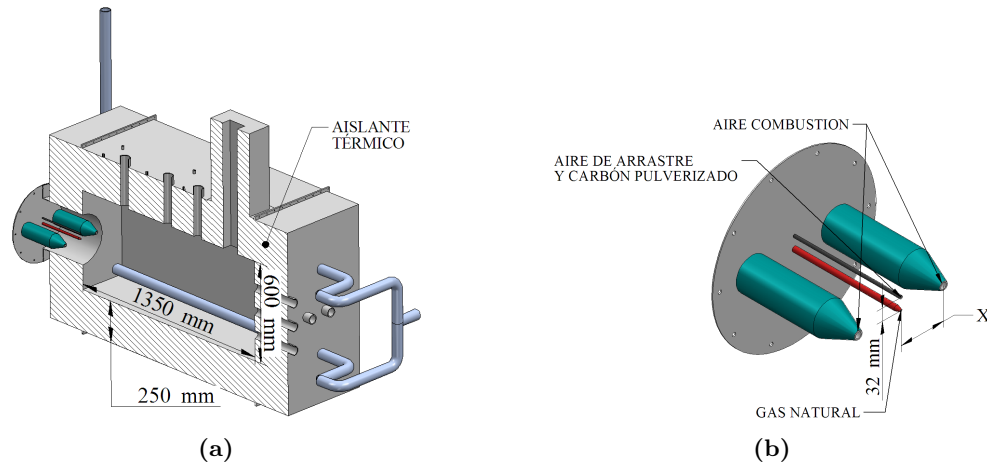 AISLANTE
TÉRMICO
1350 mm
600 mm
250 mm
(a)
AIRE COMBUSTION
AIRE DE ARRASTRE
Y CARBÓN PULVERIZADO
X
32 mm
GAS NATURAL
(b)